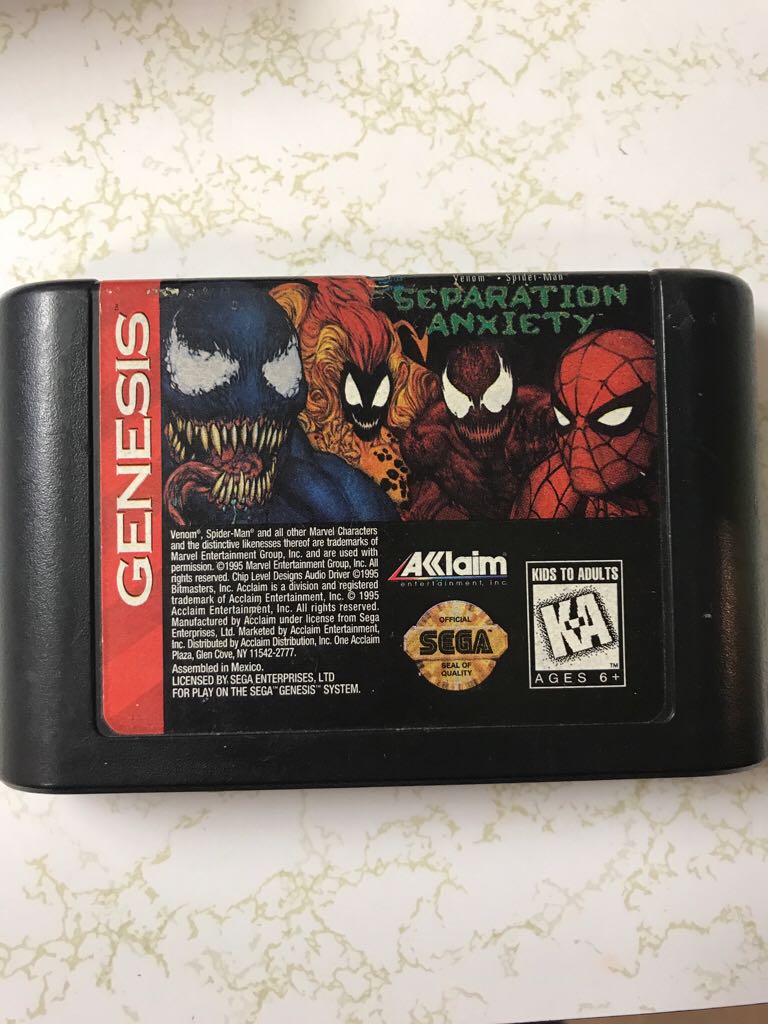 Venom™ • Spider-Man™
SEPARATION
ANXIETY™
GENESIS
Venom®, Spider-Man® and all other Marvel Characters
and the distinctive likenesses thereof are trademarks of
Marvel Entertainment Group, Inc. and are used with
permission. ©1995 Marvel Entertainment Group, Inc. All
rights reserved. Chip Level Designs Audio Driver ©1995
Bitmasters, Inc. Acclaim is a division and registered
trademark of Acclaim Entertainment, Inc. © 1995
Acclaim Entertainment, Inc. All rights reserved.
Manufactured by Acclaim under license from Sega
Enterprises, Ltd. Marketed by Acclaim Entertainment,
Inc. Distributed by Acclaim Distribution, Inc. One Acclaim
Plaza, Glen Cove, NY 11542-2777.
Assembled in Mexico.
LICENSED BY SEGA ENTERPRISES, LTD
FOR PLAY ON THE SEGA™ GENESIS™ SYSTEM.
AKlaim®
entertainment, inc.
OFFICIAL
SEGA
SEAL OF
QUALITY
KIDS TO ADULTS
K-A
™
AGES 6+